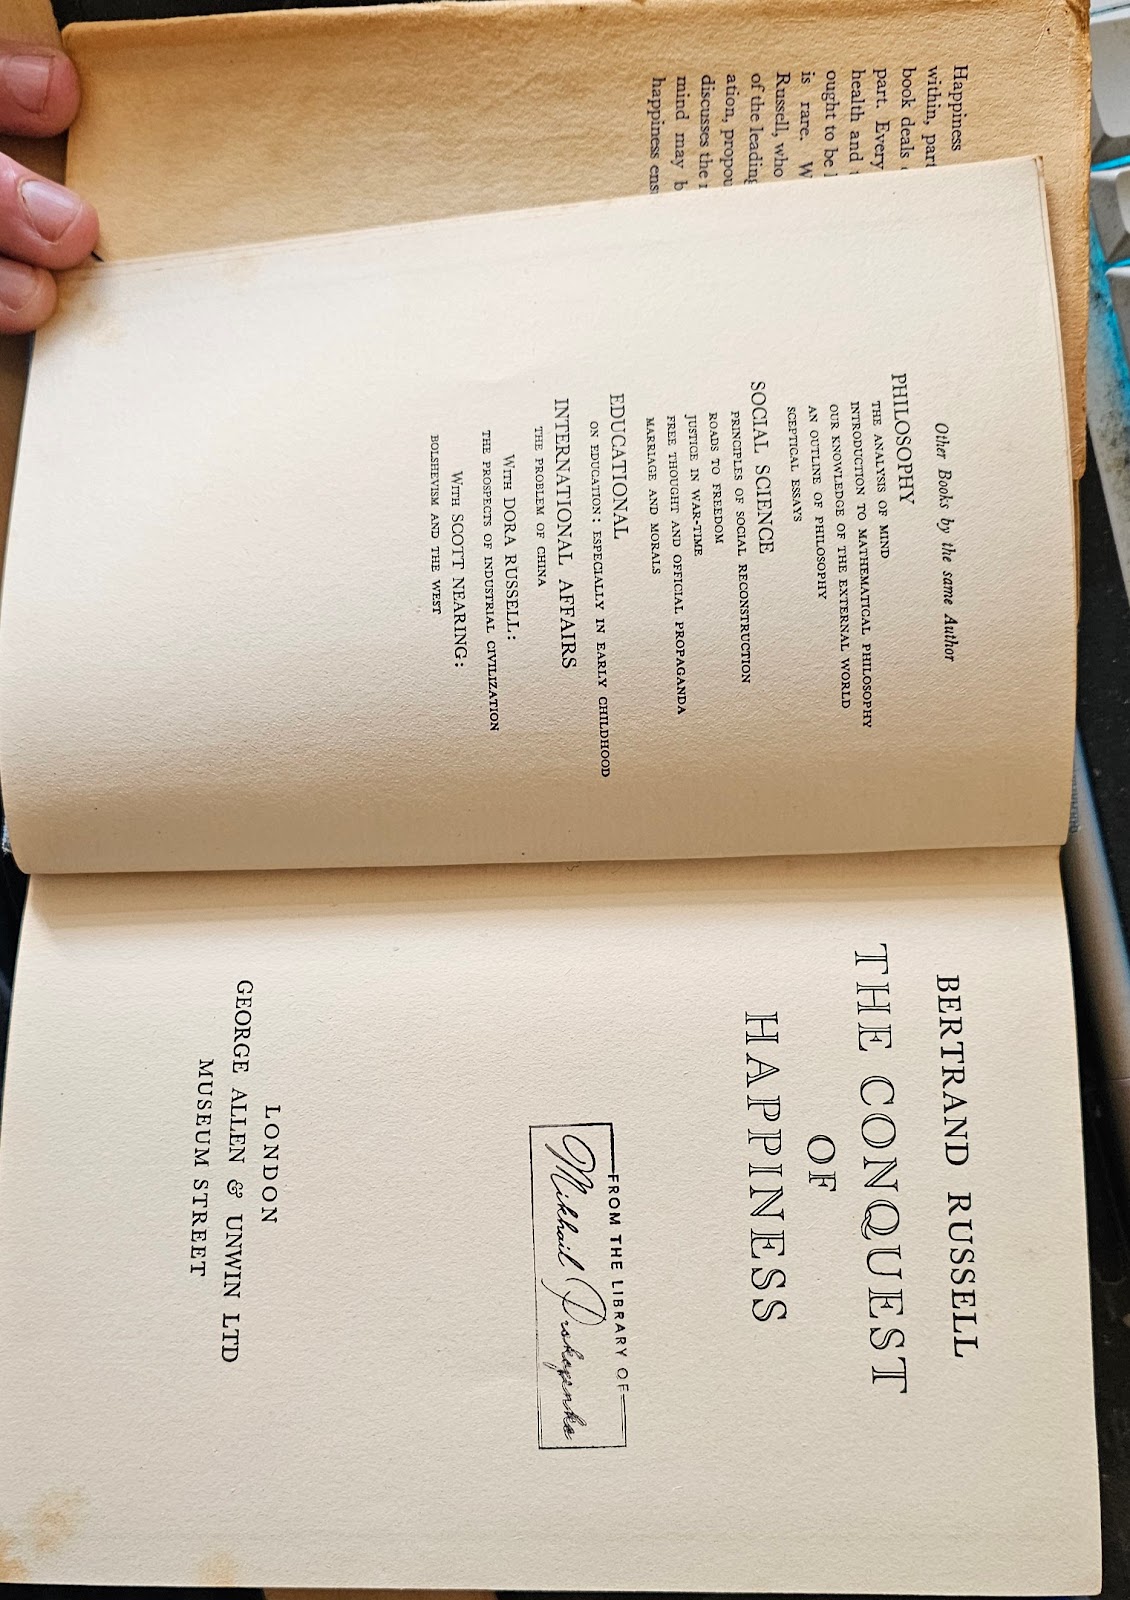 Happiness
within, part
book deals
part. Every
health and
ought to be
is rare. W
Russell, who
of the leading
ation, propou
discusses the
mind may b
happiness ens
Other Books by the same Author
PHILOSOPHY
THE ANALYSIS OF MIND
INTRODUCTION TO MATHEMATICAL PHILOSOPHY
OUR KNOWLEDGE OF THE EXTERNAL WORLD
AN OUTLINE OF PHILOSOPHY
SCEPTICAL ESSAYS
SOCIAL SCIENCE
PRINCIPLES OF SOCIAL RECONSTRUCTION
ROADS TO FREEDOM
JUSTICE IN WAR-TIME
FREE THOUGHT AND OFFICIAL PROPAGANDA
MARRIAGE AND MORALS
EDUCATIONAL
ON EDUCATION: ESPECIALLY IN EARLY CHILDHOOD
INTERNATIONAL AFFAIRS
THE PROBLEM OF CHINA
WITH DORA RUSSELL:
THE PROSPECTS OF INDUSTRIAL CIVILIZATION
WITH SCOTT NEARING:
BOLSHEVISM AND THE WEST
BERTRAND RUSSELL
THE CONQUEST
OF
HAPPINESS
FROM THE LIBRARY OF
Mikhail Prokopenko
LONDON
GEORGE ALLEN & UNWIN LTD
MUSEUM STREET